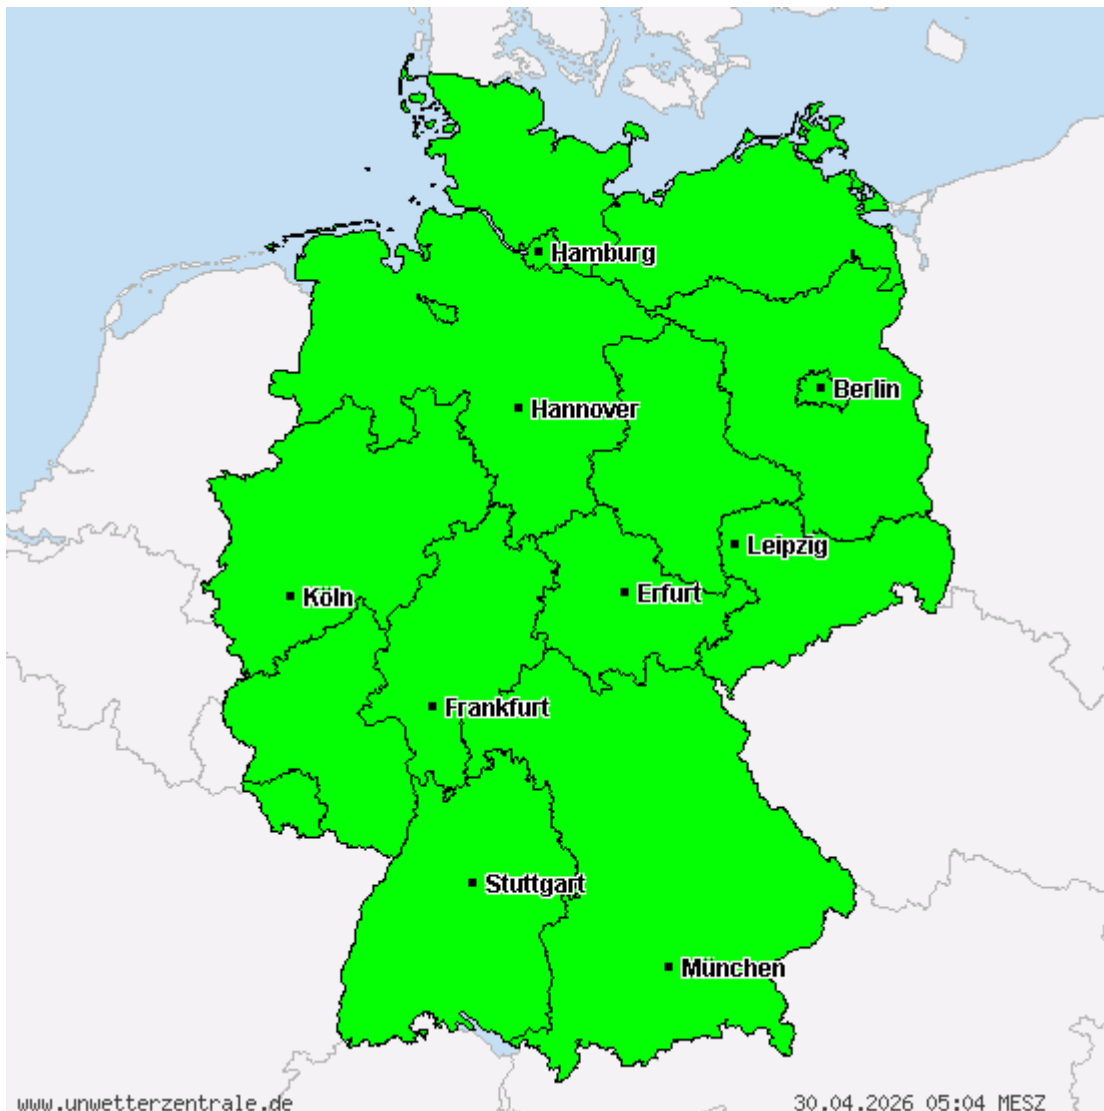 Hamburg
Berlin
Hannover
Leipzig
Köln
Erfurt
Frankfurt
Stuttgart
München
www.unwetterzentrale.de
30.04.2026 05:04 MESZ